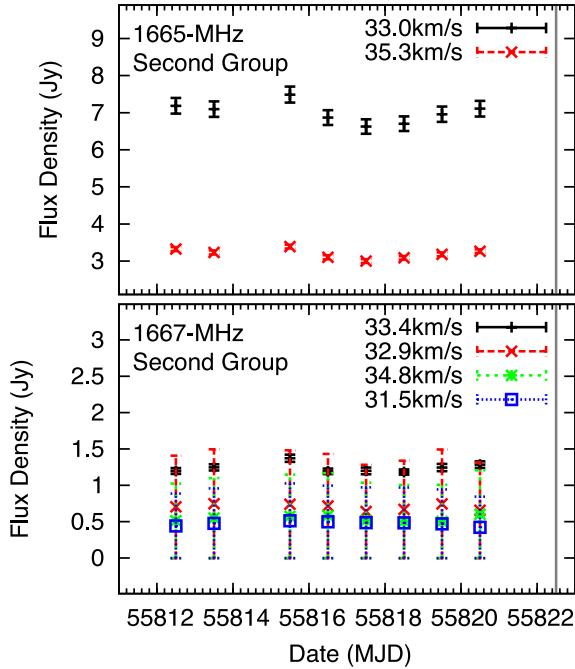 1665-MHz
Second Group
33.0km/s
35.3km/s
Flux Density (Jy)
9
8
7
6
5
4
3
1667-MHz
Second Group
33.4km/s
32.9km/s
34.8km/s
31.5km/s
Flux Density (Jy)
3
2.5
2
1.5
1
0.5
0
55812 55814 55816 55818 55820 55822
Date (MJD)